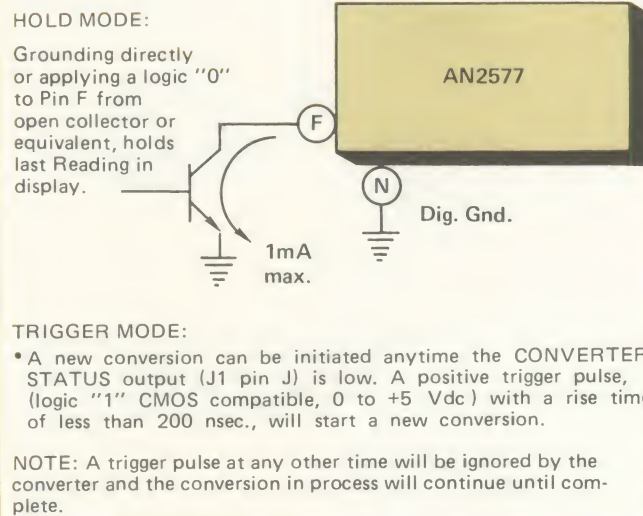 HOLD MODE:
Grounding directly
or applying a logic "0"
to Pin F from
open collector or
equivalent, holds
last Reading in
display.
AN2577
F
N
Dig. Gnd.
1mA
max.
TRIGGER MODE:
• A new conversion can be initiated anytime the CONVERTER
STATUS output (J1 pin J) is low. A positive trigger pulse,
(logic "1" CMOS compatible, 0 to +5 Vdc) with a rise time
of less than 200 nsec., will start a new conversion.
NOTE: A trigger pulse at any other time will be ignored by the
converter and the conversion in process will continue until com-
plete.